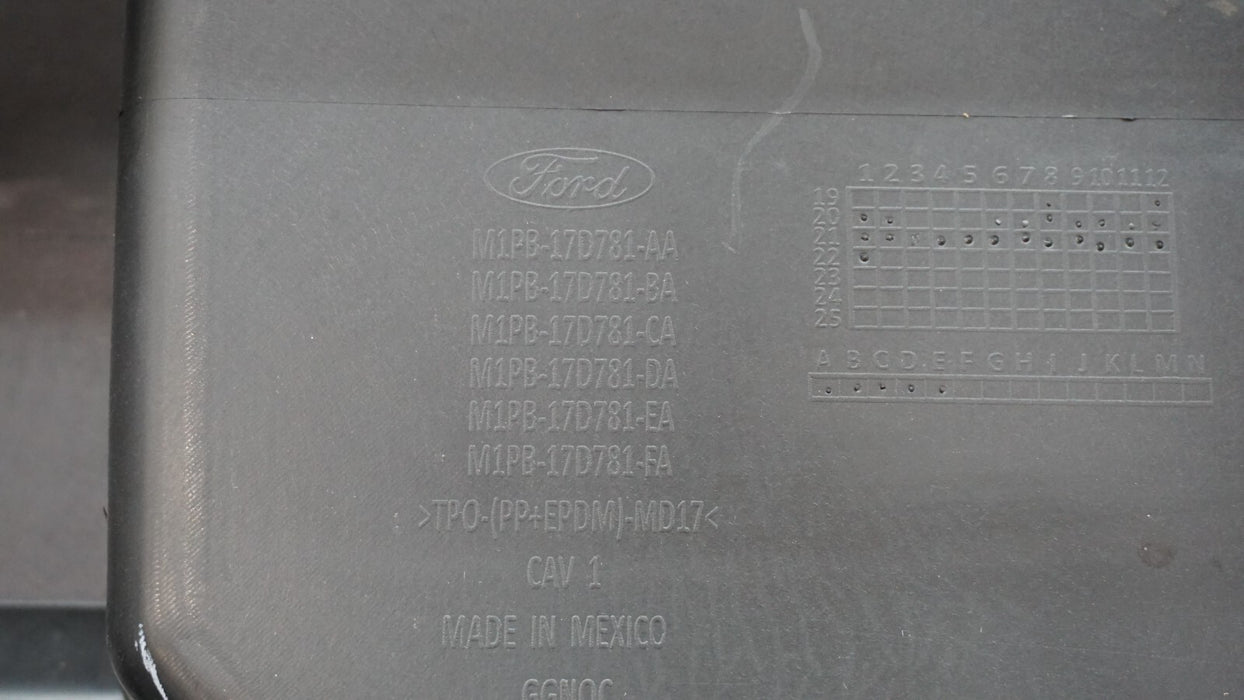 Ford
M1PB-17D781-AA
M1PB-17D781-BA
M1PB-17D781-CA
M1PB-17D781-DA
M1PB-17D781-EA
M1PB-17D781-FA
>TPO-(PP+EPDM)-MD17<
CAV 1
MADE IN MEXICO
GGNOC
1 2 3 4 5 6 7 8 9 10 11 12
19
20
21
22
23
24
25
A B C D E F G H I J K L M N